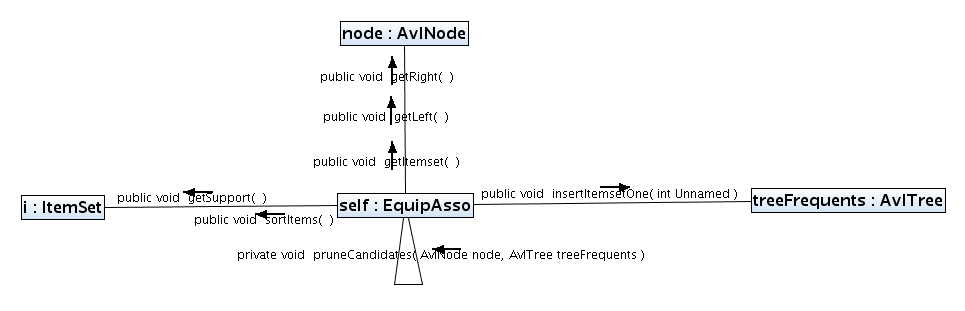 node : AvlNode
public void getRight( )
public void getLeft( )
public void getItemset( )
i : ItemSet
public void getSupport( )
public void sortItems( )
self : EquipAsso
public void insertItemsetOne( int Unnamed )
treeFrequents : AvlTree
private void pruneCandidates( AvlNode node, AvlTree treeFrequents )